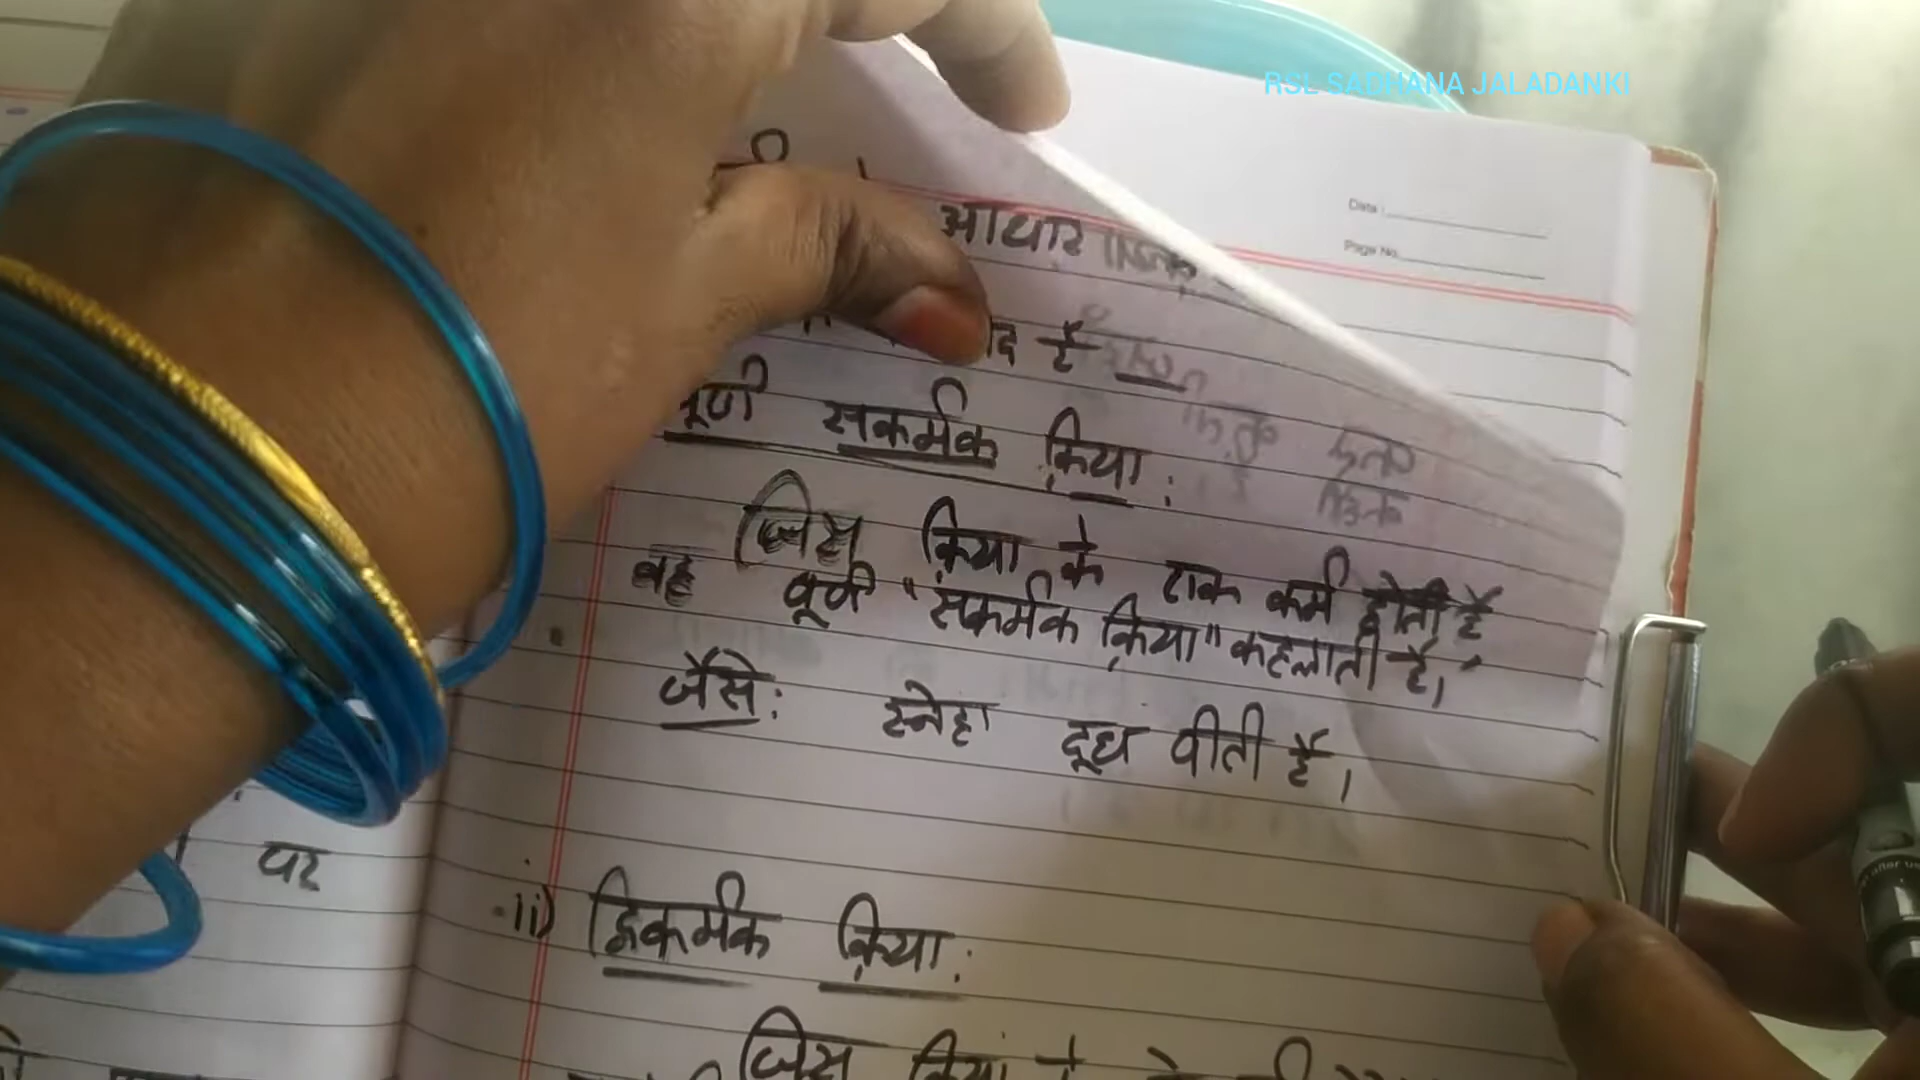 RSL SADHANA JALADANKI
Date :
Page No.
आधार
है —
पूर्ण सकर्मक क्रिया :
जिस क्रिया के एक कर्म होती है
वह पूर्ण "सकर्मक क्रिया" कहलाती है।
जैसे: स्नेहा दूध पीती है।
पर
ii) द्विकर्मक क्रिया :
जिस क्रिया